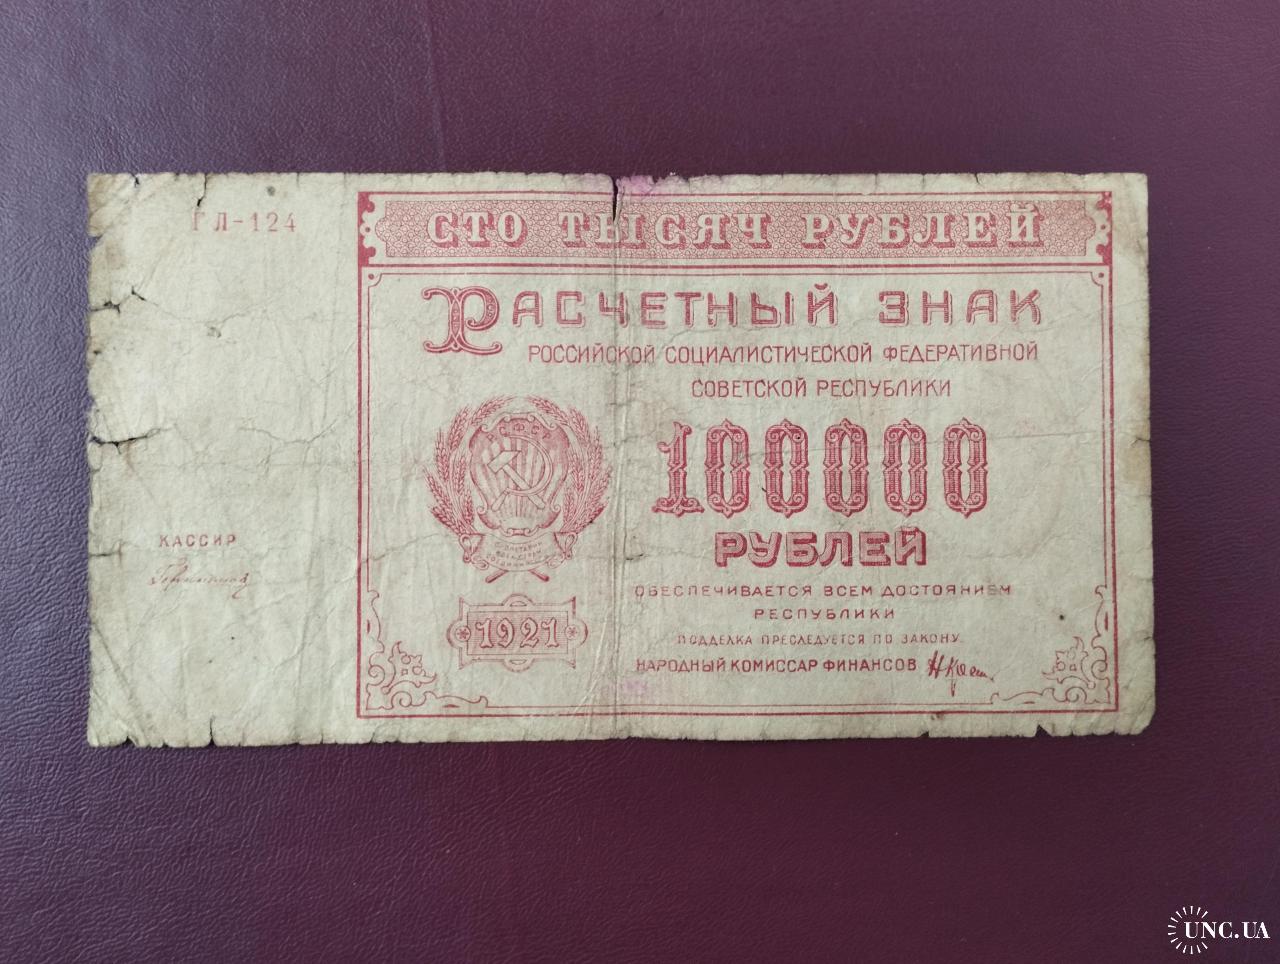 ГЛ-124
СТО ТЫСЯЧ РУБЛЕЙ
РАСЧЕТНЫЙ ЗНАК
РОССИЙСКОЙ СОЦИАЛИСТИЧЕСКОЙ ФЕДЕРАТИВНОЙ
СОВЕТСКОЙ РЕСПУБЛИКИ
100000
РУБЛЕЙ
КАССИР
1921
ОБЕСПЕЧИВАЕТСЯ ВСЕМ ДОСТОЯНИЕМ
РЕСПУБЛИКИ
ПОДДЕЛКА ПРЕСЛЕДУЕТСЯ ПО ЗАКОНУ.
НАРОДНЫЙ КОМИССАР ФИНАНСОВ
UNC.UA